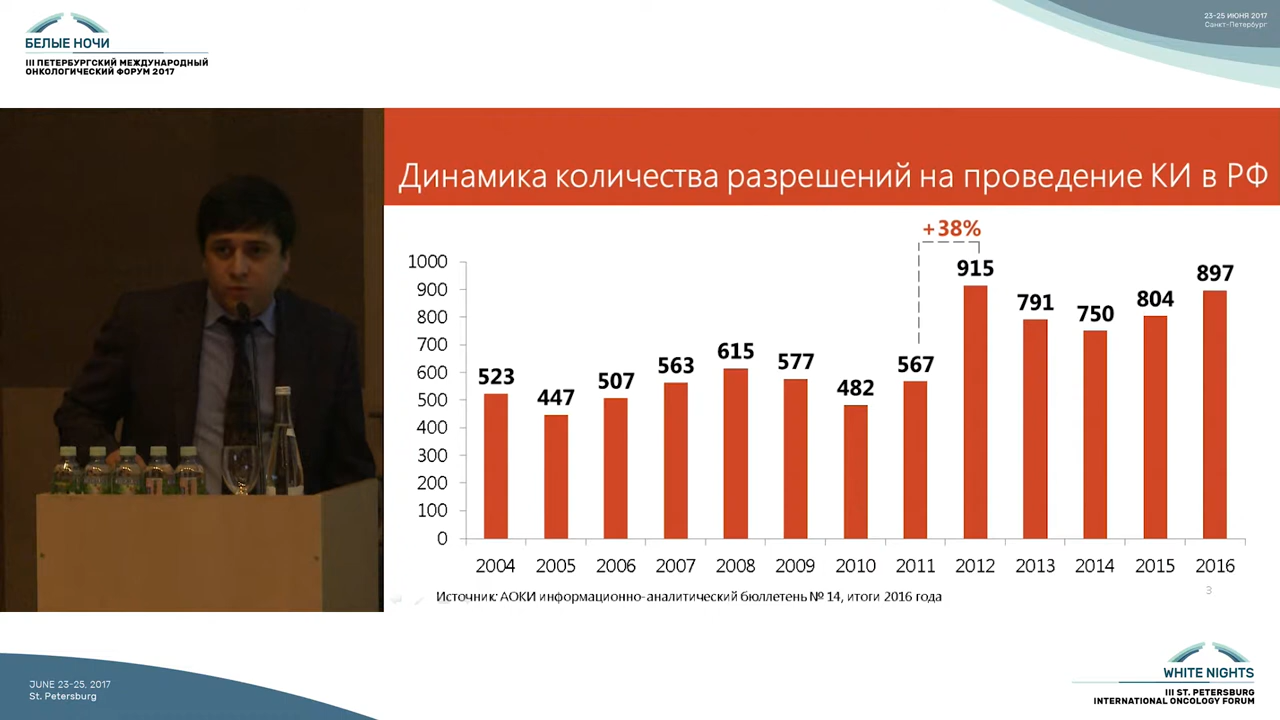 БЕЛЫЕ НОЧИ
III ПЕТЕРБУРГСКИЙ МЕЖДУНАРОДНЫЙ
ОНКОЛОГИЧЕСКИЙ ФОРУМ 2017
23-25 ИЮНЯ 2017
Санкт-Петербург
Динамика количества разрешений на проведение КИ в РФ
+38%
1000
900
800
700
600
500
400
300
200
100
0
523
447
507
563
615
577
482
567
915
791
750
804
897
2004 2005 2006 2007 2008 2009 2010 2011 2012 2013 2014 2015 2016
Источник: АОКИ информационно-аналитический бюллетень № 14, итоги 2016 года
3
JUNE 23-25, 2017
St. Petersburg
WHITE NIGHTS
III ST. PETERSBURG
INTERNATIONAL ONCOLOGY FORUM